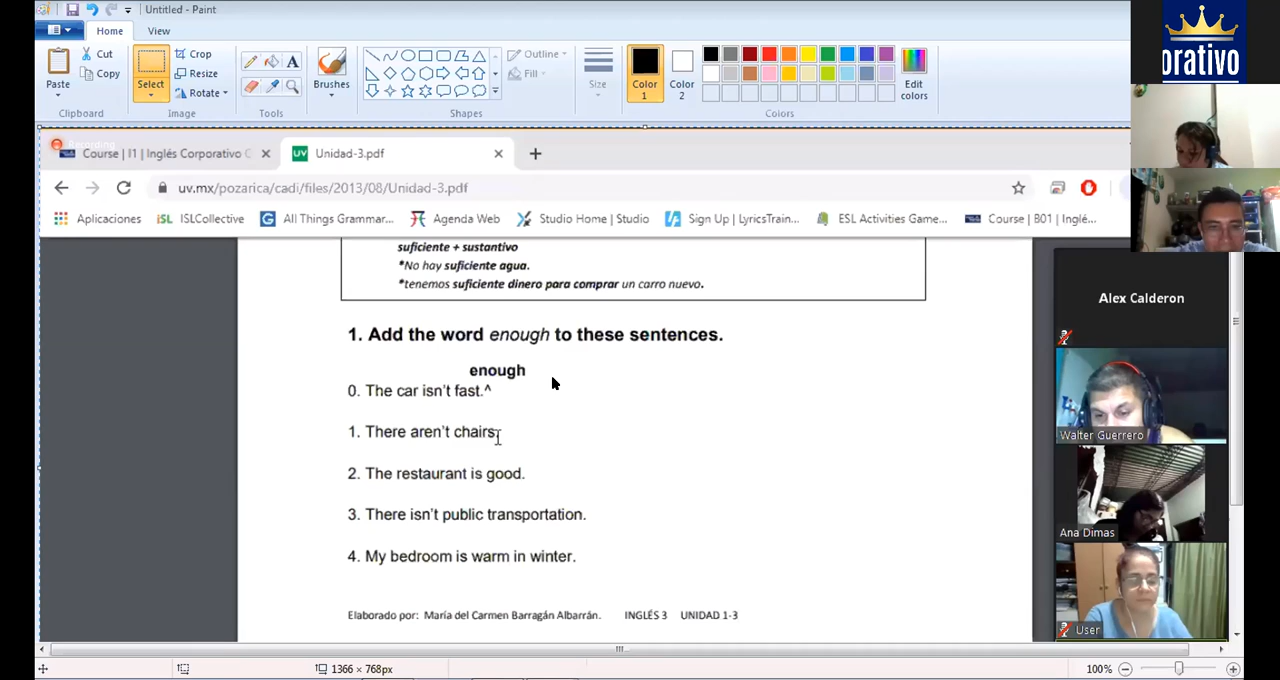 Untitled - Paint
Home View
Paste
Cut
Copy
Clipboard
Select
Crop
Resize
Rotate
Image
Tools
Brushes
Shapes
Outline
Fill
Size
Color 1
Color 2
Edit colors
Colors
orativo
Recording
Course | I1 | Inglés Corporativo
Unidad-3.pdf
uv.mx/pozarica/cadi/files/2013/08/Unidad-3.pdf
Aplicaciones iSL ISLCollective All Things Grammar... Agenda Web Studio Home | Studio Sign Up | LyricsTrain... ESL Activities Game... Course | B01 | Inglé...
suficiente + sustantivo
*No hay suficiente agua.
*tenemos suficiente dinero para comprar un carro nuevo.
1. Add the word enough to these sentences.
enough
0. The car isn't fast.^
1. There aren't chairs.
2. The restaurant is good.
3. There isn't public transportation.
4. My bedroom is warm in winter.
Elaborado por: María del Carmen Barragán Albarrán. INGLÉS 3 UNIDAD 1-3
Alex Calderon
Walter Guerrero
Ana Dimas
User
1366 × 768px
100%